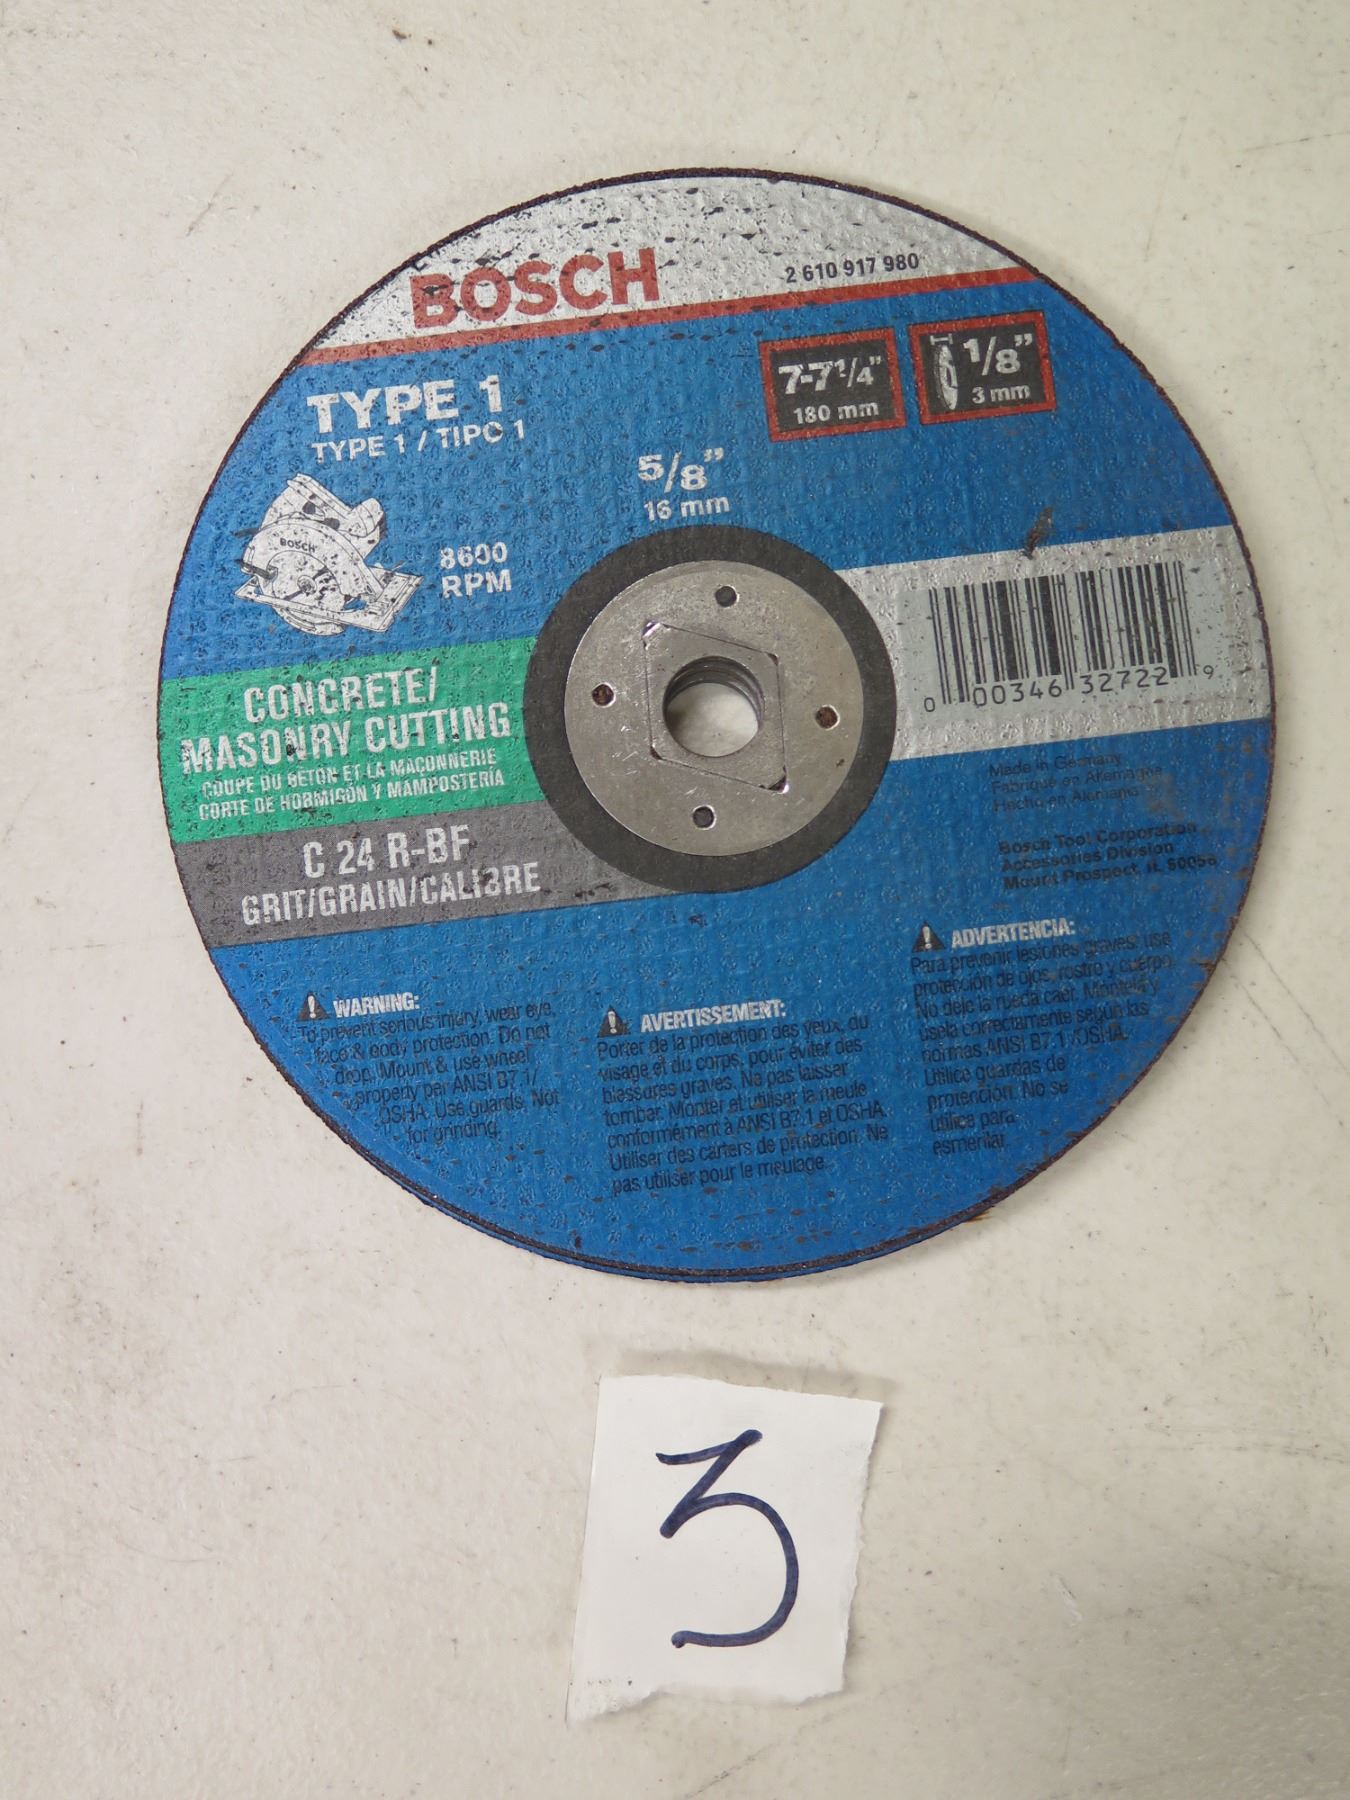 BOSCH
2 610 917 980
TYPE 1
TYPE 1 / TIPO 1
7-7 1/4"
180 mm
1/8"
3 mm
5/8"
16 mm
BOSCH
8600
RPM
CONCRETE/
MASONRY CUTTING
COUPE DU BETON ET LA MAÇONNERIE
CORTE DE HORMIGÓN Y MAMPOSTERÍA
C 24 R-BF
GRIT/GRAIN/CALIBRE
0 00346 32722 9
Made in Germany
Fabriqué en Allemagne
Hecho en Alemania
Bosch Tool Corporation
Accessories Division
Mount Prospect, IL 60056
WARNING:
To prevent serious injury, wear eye,
face & body protection. Do not
drop. Mount & use wheel
properly per ANSI B7.1/
OSHA. Use guards. Not
for grinding.
AVERTISSEMENT:
Porter de la protection des yeux, du
visage et du corps, pour éviter des
blessures graves. Ne pas laisser
tomber. Monter et utiliser la meule
conformément à ANSI B7.1 et OSHA.
Utiliser des carters de protection. Ne
pas utiliser pour le meulage.
ADVERTENCIA:
Para prevenir lesiones graves, use
protección de ojos, rostro y cuerpo.
No deje la rueda caer. Móntela y
úsela correctamente según las
normas ANSI B7.1 /OSHA.
Utilice guardas de
protección. No se
utilice para
esmerilar.
3